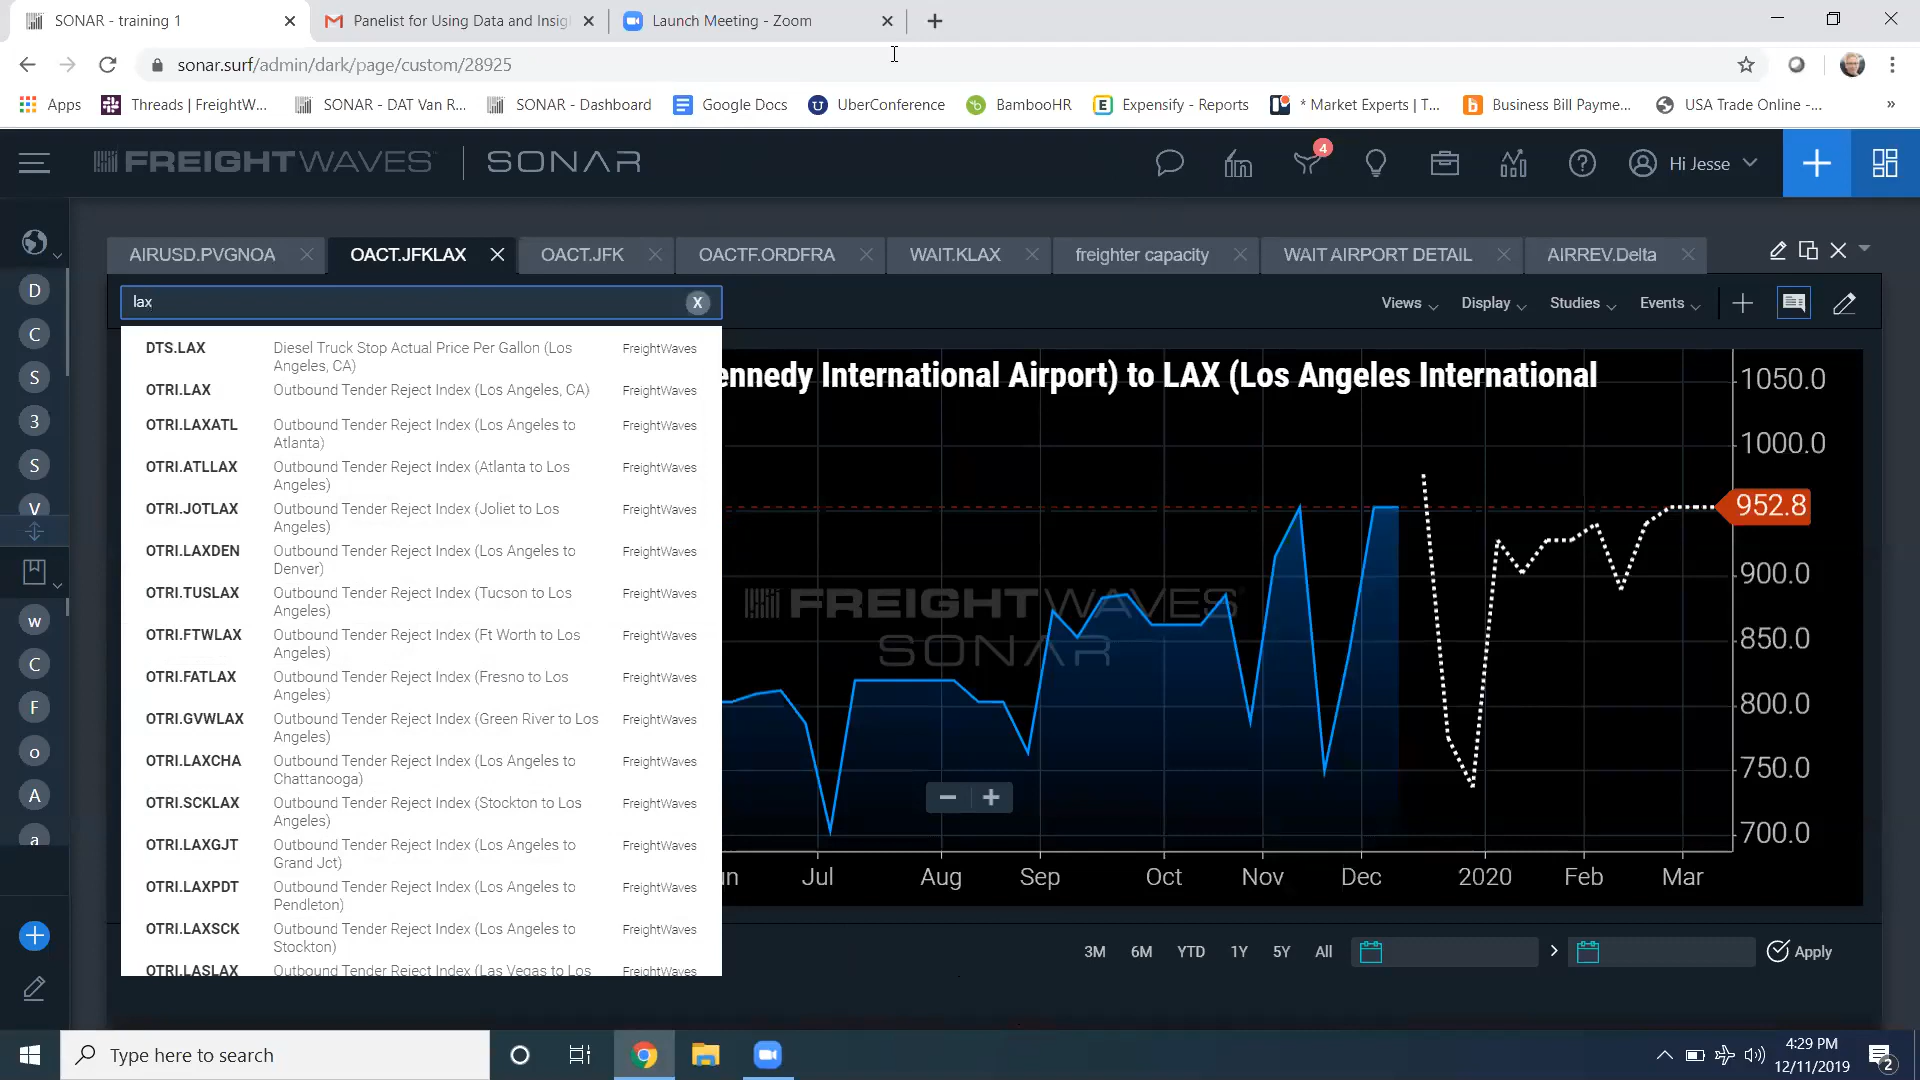 SONAR - training 1
Panelist for Using Data and Insig
Launch Meeting - Zoom
sonar.surf/admin/dark/page/custom/28925
Apps
Threads | FreightW...
SONAR - DAT Van R...
SONAR - Dashboard
Google Docs
UberConference
BambooHR
Expensify - Reports
* Market Experts | T...
Business Bill Payme...
USA Trade Online -...
»
FREIGHTWAVES | SONAR
4
Hi Jesse
AIRUSD.PVGNOA
OACT.JFKLAX
OACT.JFK
OACTF.ORDFRA
WAIT.KLAX
freighter capacity
WAIT AIRPORT DETAIL
AIRREV.Delta
lax
X
Views
Display
Studies
Events
D
C
S
3
S
V
w
C
F
o
A
a
DTS.LAX Diesel Truck Stop Actual Price Per Gallon (Los FreightWaves
Angeles, CA)
OTRI.LAX Outbound Tender Reject Index (Los Angeles, CA) FreightWaves
OTRI.LAXATL Outbound Tender Reject Index (Los Angeles to FreightWaves
Atlanta)
OTRI.ATLLAX Outbound Tender Reject Index (Atlanta to Los FreightWaves
Angeles)
OTRI.JOTLAX Outbound Tender Reject Index (Joliet to Los FreightWaves
Angeles)
OTRI.LAXDEN Outbound Tender Reject Index (Los Angeles to FreightWaves
Denver)
OTRI.TUSLAX Outbound Tender Reject Index (Tucson to Los FreightWaves
Angeles)
OTRI.FTWLAX Outbound Tender Reject Index (Ft Worth to Los FreightWaves
Angeles)
OTRI.FATLAX Outbound Tender Reject Index (Fresno to Los FreightWaves
Angeles)
OTRI.GVWLAX Outbound Tender Reject Index (Green River to Los FreightWaves
Angeles)
OTRI.LAXCHA Outbound Tender Reject Index (Los Angeles to FreightWaves
Chattanooga)
OTRI.SCKLAX Outbound Tender Reject Index (Stockton to Los FreightWaves
Angeles)
OTRI.LAXGJT Outbound Tender Reject Index (Los Angeles to FreightWaves
Grand Jct)
OTRI.LAXPDT Outbound Tender Reject Index (Los Angeles to FreightWaves
Pendleton)
OTRI.LAXSCK Outbound Tender Reject Index (Los Angeles to FreightWaves
Stockton)
OTRI.LASLAX Outbound Tender Reject Index (Las Vegas to Los FreightWaves
ennedy International Airport) to LAX (Los Angeles International
FREIGHTWAVES
SONAR
1050.0
1000.0
952.8
900.0
850.0
800.0
750.0
700.0
un Jul Aug Sep Oct Nov Dec 2020 Feb Mar
3M 6M YTD 1Y 5Y All
Apply
Type here to search
4:29 PM
12/11/2019
2